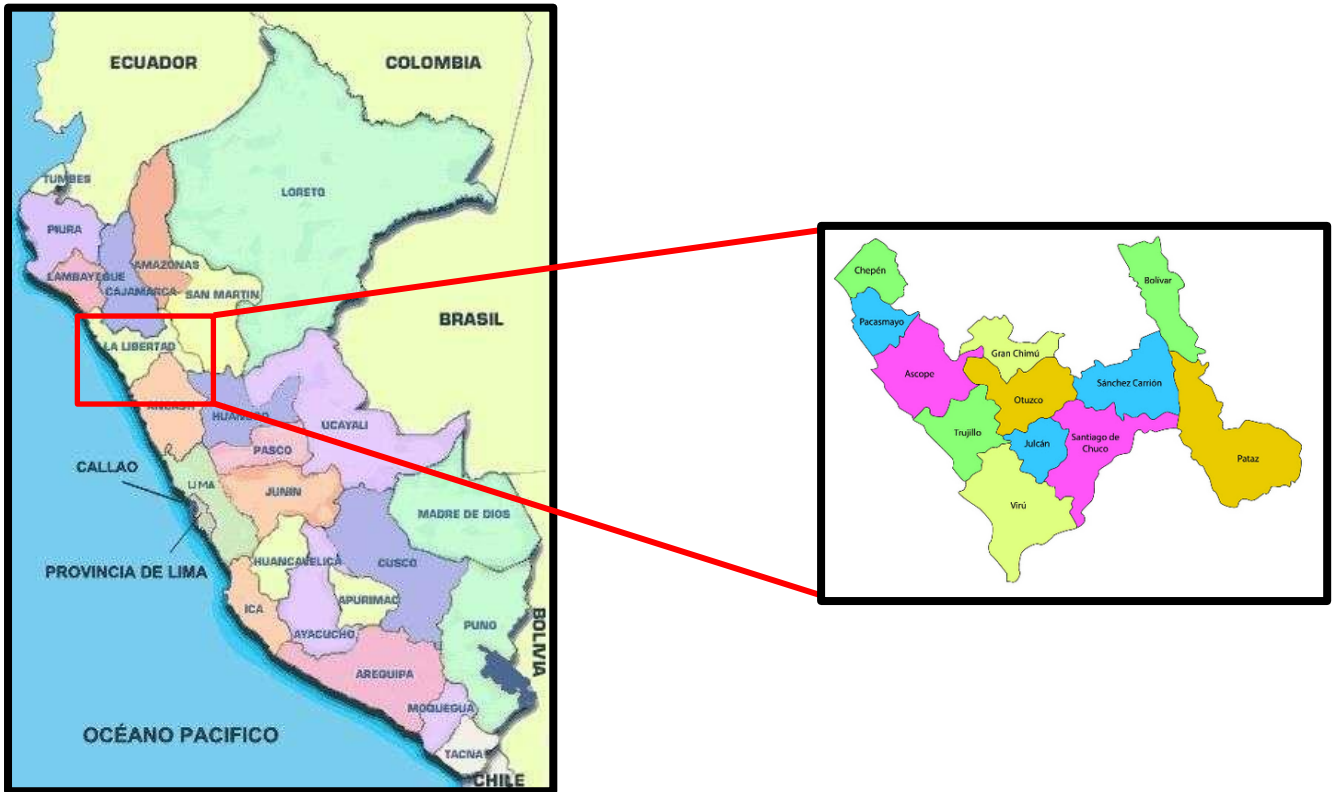 ECUADOR
COLOMBIA
TUMBES
LORETO
PIURA
AMAZONAS
LAMBAYEQUE
CAJAMARCA
SAN MARTIN
BRASIL
LA LIBERTAD
ANCASH
HUANUCO
UCAYALI
PASCO
CALLAO
LIMA
JUNIN
MADRE DE DIOS
PROVINCIA DE LIMA
HUANCAVELICA
CUSCO
ICA
APURIMAC
AYACUCHO
PUNO
BOLIVIA
AREQUIPA
MOQUEGUA
OCÉANO PACIFICO
TACNA
CHILE
Chepén
Bolívar
Pacasmayo
Gran Chimú
Ascope
Sánchez Carrión
Otuzco
Trujillo
Julcán
Santiago de
Chuco
Pataz
Virú